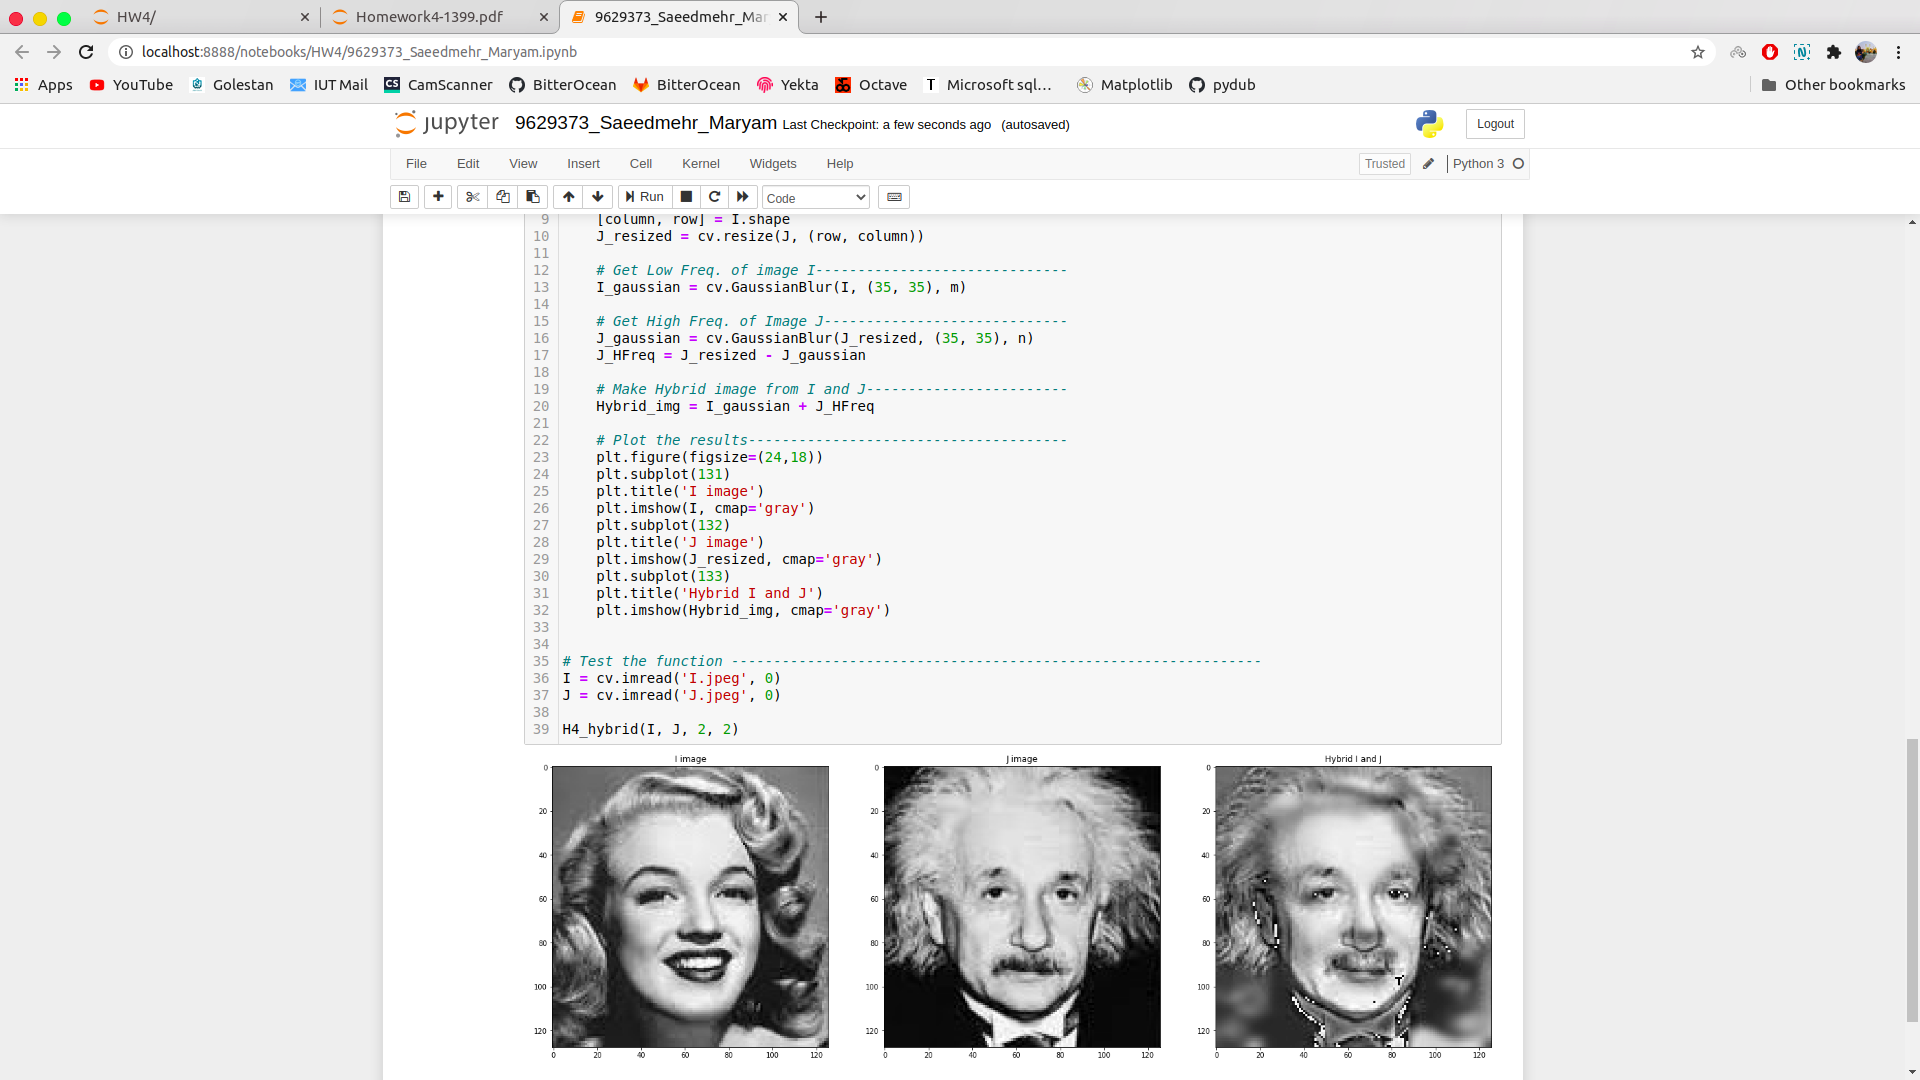 HW4/
Homework4-1399.pdf
9629373_Saeedmehr_Mar
localhost:8888/notebooks/HW4/9629373_Saeedmehr_Maryam.ipynb
Apps YouTube Golestan IUT Mail CS CamScanner BitterOcean BitterOcean Yekta Octave T Microsoft sql... Matplotlib pydub Other bookmarks
jupyter 9629373_Saeedmehr_Maryam Last Checkpoint: a few seconds ago (autosaved) Logout
File Edit View Insert Cell Kernel Widgets Help Trusted Python 3
Run Code
9 [column, row] = I.shape
10 J_resized = cv.resize(J, (row, column))
11
12 # Get Low Freq. of image I------------------------------
13 I_gaussian = cv.GaussianBlur(I, (35, 35), m)
14
15 # Get High Freq. of Image J-----------------------------
16 J_gaussian = cv.GaussianBlur(J_resized, (35, 35), n)
17 J_HFreq = J_resized - J_gaussian
18
19 # Make Hybrid image from I and J------------------------
20 Hybrid_img = I_gaussian + J_HFreq
21
22 # Plot the results--------------------------------------
23 plt.figure(figsize=(24,18))
24 plt.subplot(131)
25 plt.title('I image')
26 plt.imshow(I, cmap='gray')
27 plt.subplot(132)
28 plt.title('J image')
29 plt.imshow(J_resized, cmap='gray')
30 plt.subplot(133)
31 plt.title('Hybrid I and J')
32 plt.imshow(Hybrid_img, cmap='gray')
33
34
35 # Test the function ---------------------------------------------------------------
36 I = cv.imread('I.jpeg', 0)
37 J = cv.imread('J.jpeg', 0)
38
39 H4_hybrid(I, J, 2, 2)
I image J image Hybrid I and J
0 0 0
20 20 20
40 40 40
60 60 60
80 80 80
100 100 100
120 120 120
0 20 40 60 80 100 120 0 20 40 60 80 100 120 0 20 40 60 80 100 120